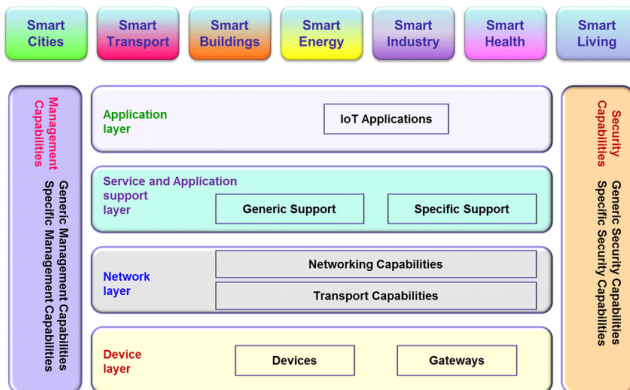 Smart
Cities
Smart
Transport
Smart
Buildings
Smart
Energy
Smart
Industry
Smart
Health
Smart
Living
Management
Capabilities
Generic Management Capabilities
Specific Management Capabilities
Application
layer
IoT Applications
Service and Application
support
layer
Generic Support
Specific Support
Network
layer
Networking Capabilities
Transport Capabilities
Device
layer
Devices
Gateways
Security
Capabilities
Generic Security Capabilities
Specific Security Capabilities